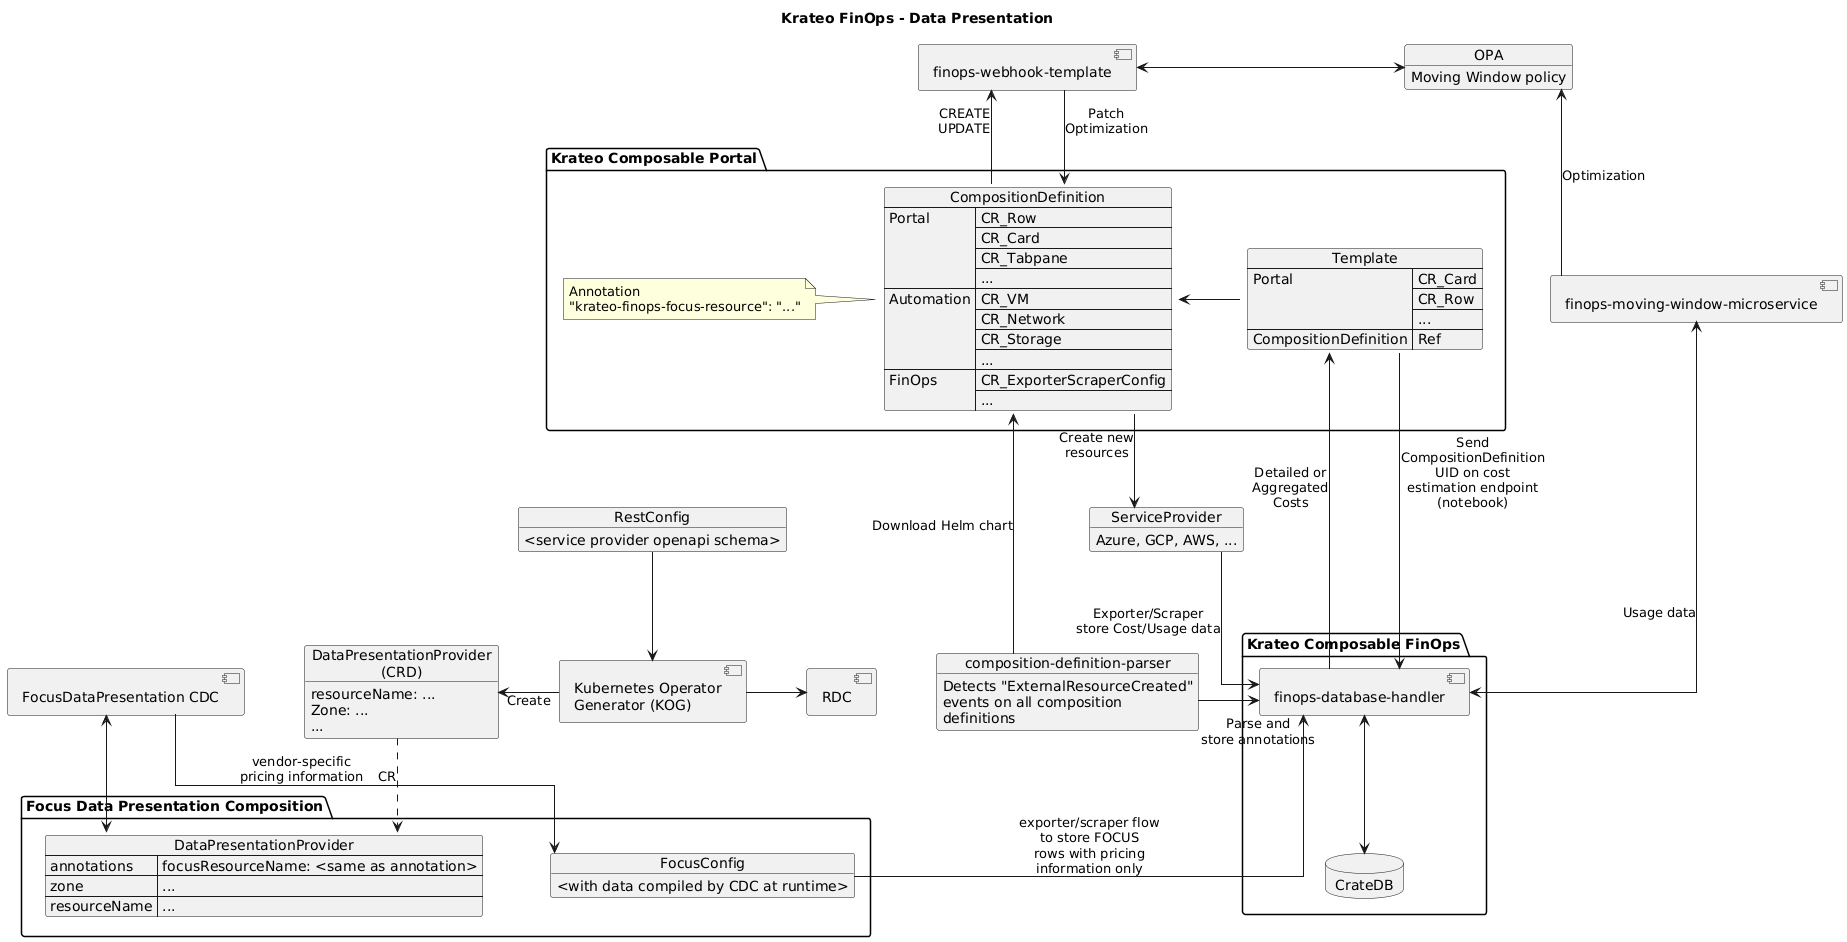 Krateo FinOps - Data Presentation
finops-webhook-template
OPA
Moving Window policy
CREATE
UPDATE
Patch
Optimization
Optimization
Krateo Composable Portal
CompositionDefinition
Portal
CR_Row
CR_Card
CR_Tabpane
...
Automation
CR_VM
CR_Network
CR_Storage
...
FinOps
CR_ExporterScraperConfig
...
Annotation
"krateo-finops-focus-resource": "..."
Template
Portal
CR_Card
CR_Row
...
CompositionDefinition
Ref
finops-moving-window-microservice
Create new
resources
Detailed or
Aggregated
Costs
Send
CompositionDefinition
UID on cost
estimation endpoint
(notebook)
Download Helm chart
RestConfig
<service provider openapi schema>
ServiceProvider
Azure, GCP, AWS, ...
Exporter/Scraper
store Cost/Usage data
Usage data
Krateo Composable FinOps
finops-database-handler
FocusDataPresentation CDC
DataPresentationProvider
(CRD)
resourceName: ...
Zone: ...
...
Create
Kubernetes Operator
Generator (KOG)
RDC
composition-definition-parser
Detects "ExternalResourceCreated"
events on all composition
definitions
Parse and
store annotations
vendor-specific
pricing information
CR
Focus Data Presentation Composition
DataPresentationProvider
annotations
focusResourceName: <same as annotation>
zone
...
resourceName
...
FocusConfig
<with data compiled by CDC at runtime>
exporter/scraper flow
to store FOCUS
rows with pricing
information only
CrateDB